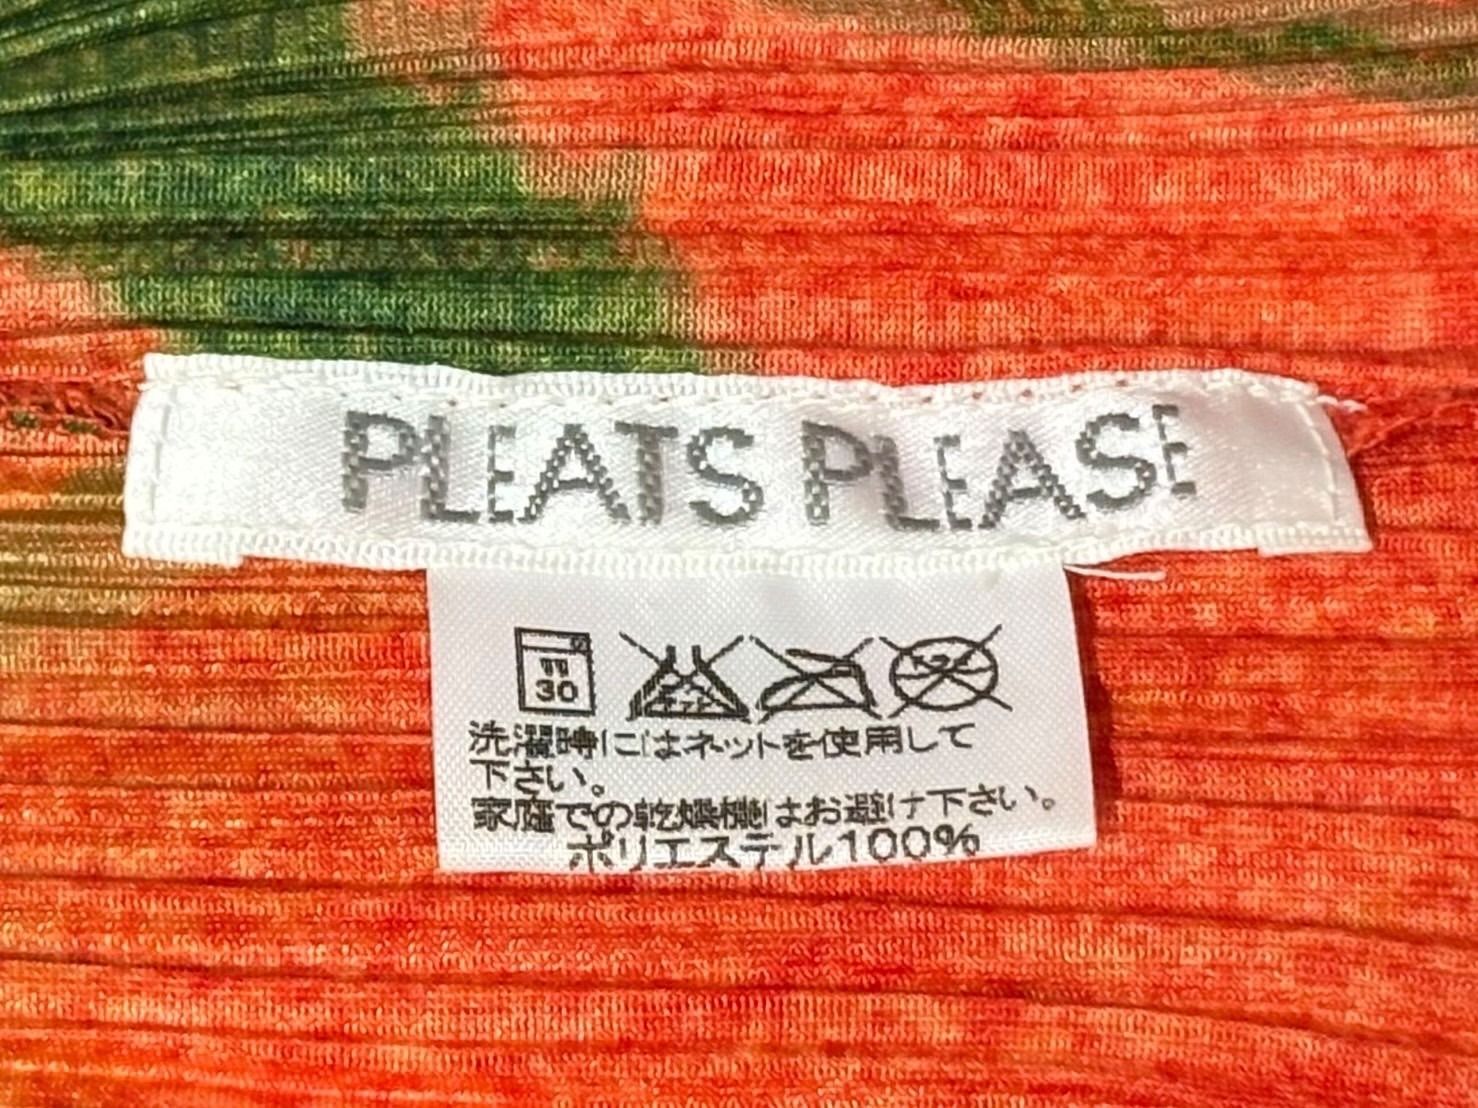 PLEATS PLEASE
30
洗濯時にはネットを使用して
下さい。
家庭での乾燥機はお避け下さい。
ポリエステル100%